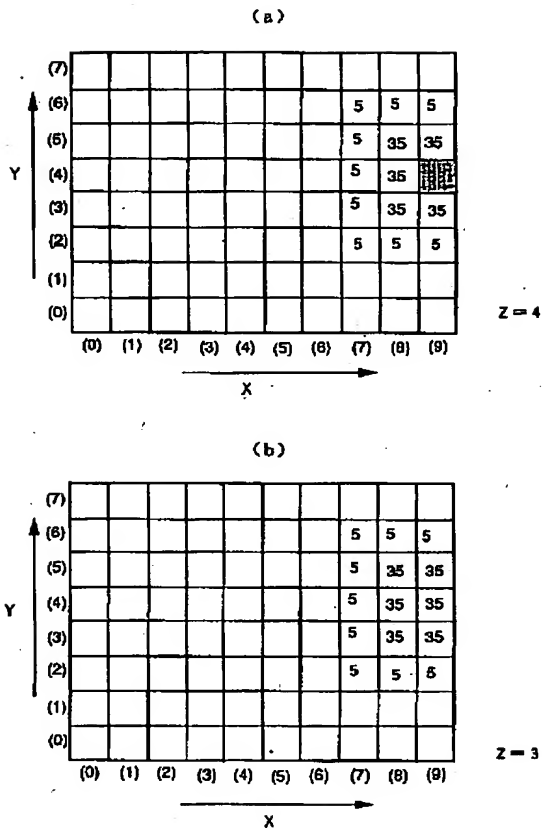 (a)
(7)
(6) 5 5 5
(5) 5 35 35
Y (4) 5 35
(3) 5 35 35
(2) 5 5 5
(1)
(0)
Z = 4
(0) (1) (2) (3) (4) (5) (6) (7) (8) (9)
X
(b)
(7)
(6) 5 5 5
(5) 5 35 35
Y (4) 5 35 35
(3) 5 35 35
(2) 5 5 5
(1)
(0)
Z = 3
(0) (1) (2) (3) (4) (5) (6) (7) (8) (9)
X